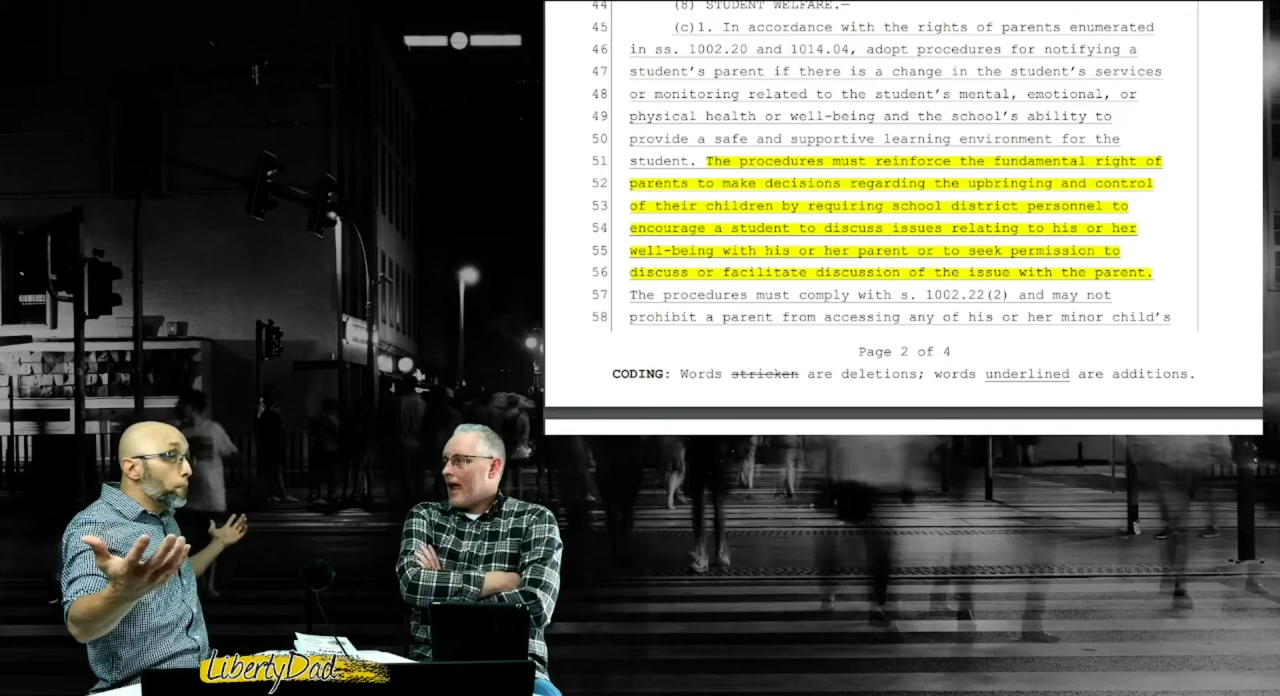 44 (8) STUDENT WELFARE.—
45 (c)1. In accordance with the rights of parents enumerated
46 in ss. 1002.20 and 1014.04, adopt procedures for notifying a
47 student's parent if there is a change in the student's services
48 or monitoring related to the student's mental, emotional, or
49 physical health or well-being and the school's ability to
50 provide a safe and supportive learning environment for the
51 student. The procedures must reinforce the fundamental right of
52 parents to make decisions regarding the upbringing and control
53 of their children by requiring school district personnel to
54 encourage a student to discuss issues relating to his or her
55 well-being with his or her parent or to seek permission to
56 discuss or facilitate discussion of the issue with the parent.
57 The procedures must comply with s. 1002.22(2) and may not
58 prohibit a parent from accessing any of his or her minor child's
Page 2 of 4
CODING: Words stricken are deletions; words underlined are additions.
LibertyDad